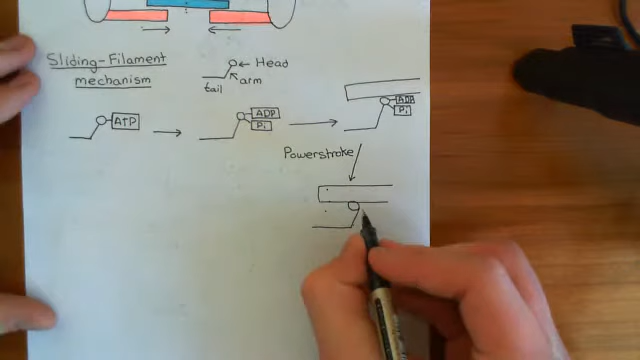 Sliding-Filament
mechanism
Head
arm
tail
ATP
ADP
Pi
ADP
Pi
Powerstroke